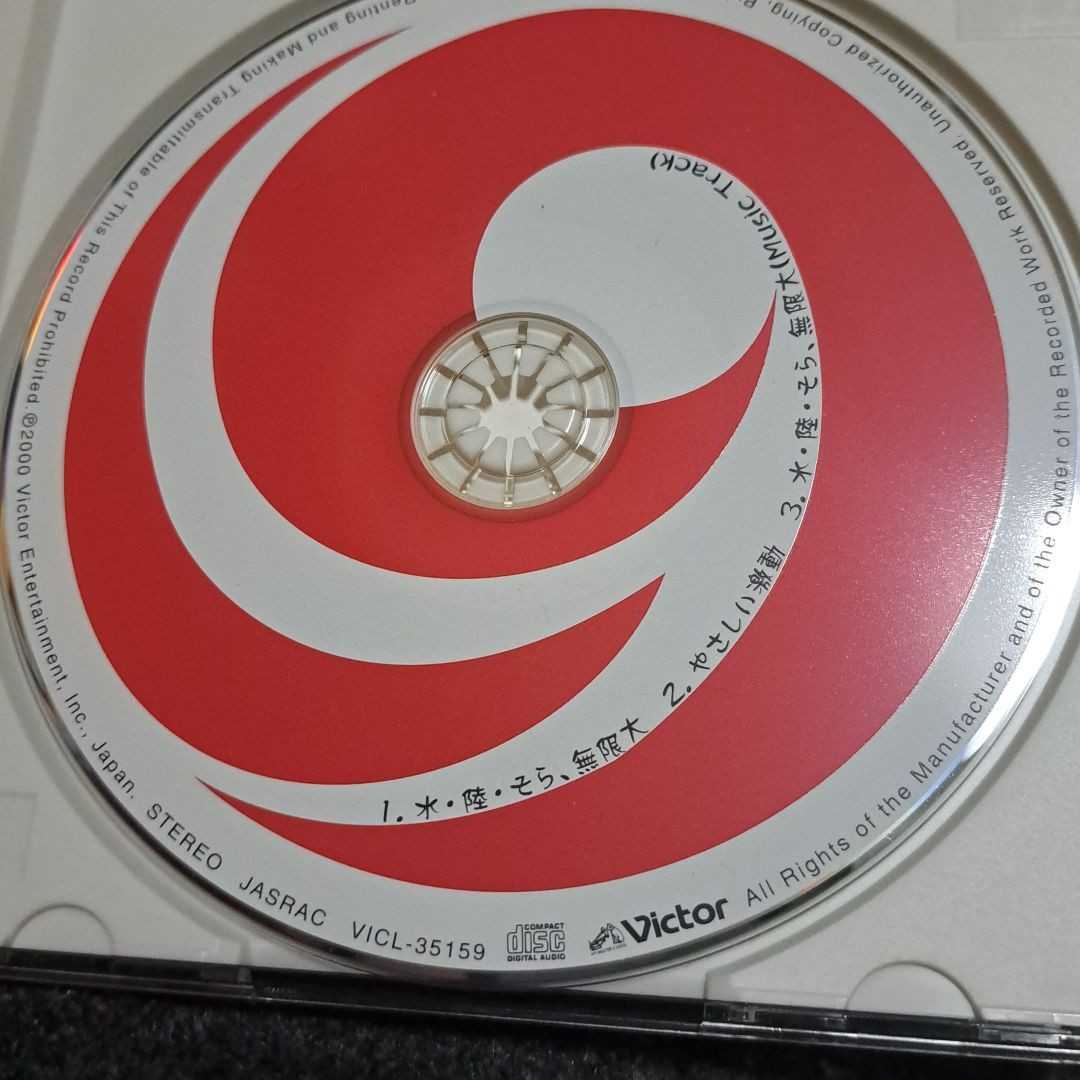 1. 水・陸・そら、無限大
2. やさしい
3. 水・陸・そら、無限大(Music Track)
℗2000 Victor Entertainment, Inc., Japan. STEREO JASRAC VICL-35159
COMPACT
disc
DIGITAL AUDIO
Victor
All Rights of the Manufacturer and of the Owner of the Recorded Work Reserved. Unauthorized Copying,
Renting and Making Transmittable of This Record Prohibited.